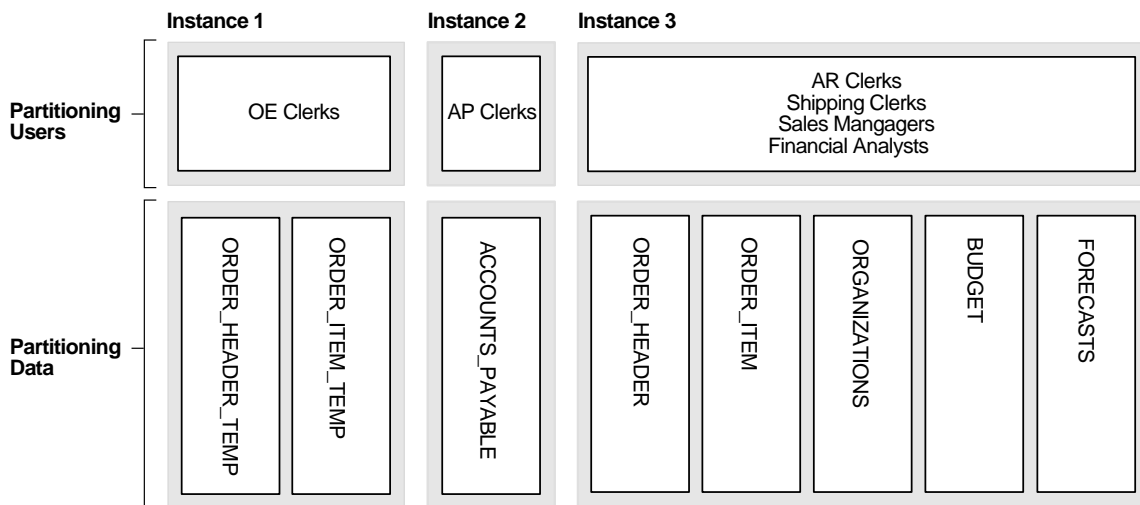 Instance 1
Instance 2
Instance 3
Partitioning
Users
OE Clerks
AP Clerks
AR Clerks
Shipping Clerks
Sales Mangagers
Financial Analysts
Partitioning
Data
ORDER_HEADER_TEMP
ORDER_ITEM_TEMP
ACCOUNTS_PAYABLE
ORDER_HEADER
ORDER_ITEM
ORGANIZATIONS
BUDGET
FORECASTS